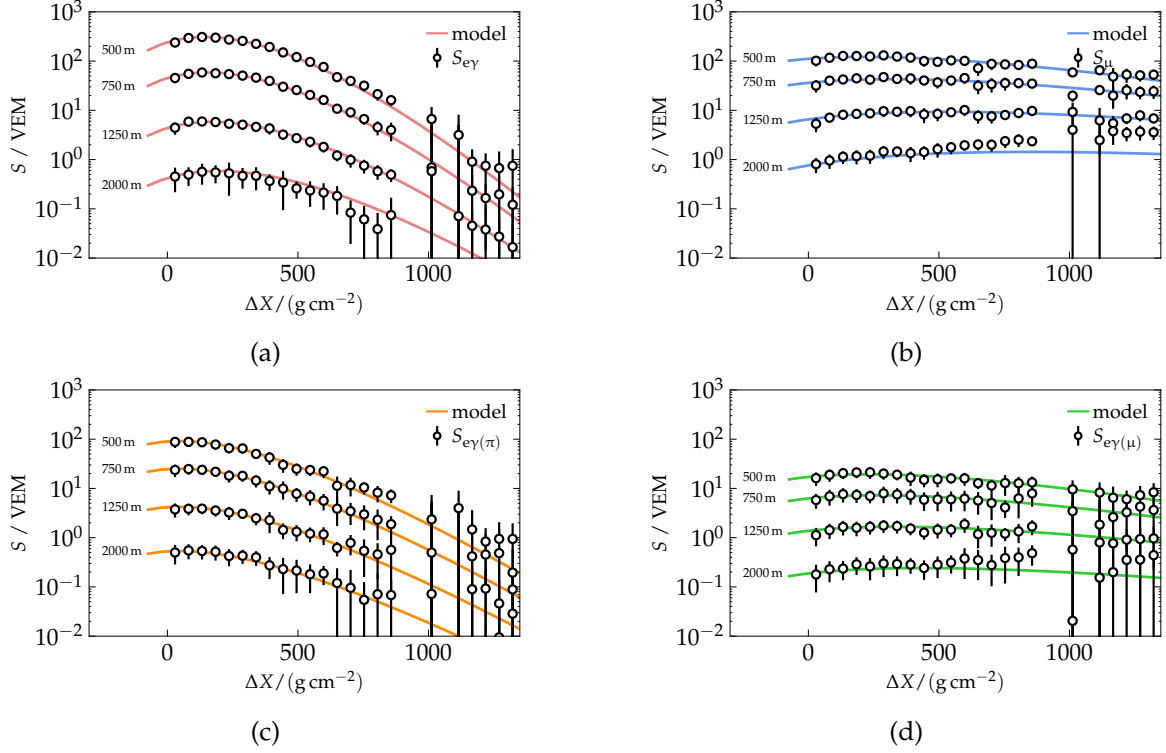 10³
10²
10¹
10⁰
10⁻¹
10⁻²
S / VEM
500 m
750 m
1250 m
2000 m
model
S_eγ
0
500
1000
ΔX/(g cm⁻²)
(a)
10³
10²
10¹
10⁰
10⁻¹
10⁻²
S / VEM
500 m
750 m
1250 m
2000 m
model
S_μ
0
500
1000
ΔX/(g cm⁻²)
(b)
10³
10²
10¹
10⁰
10⁻¹
10⁻²
S / VEM
500 m
750 m
1250 m
2000 m
model
S_eγ(π)
0
500
1000
ΔX/(g cm⁻²)
(c)
10³
10²
10¹
10⁰
10⁻¹
10⁻²
S / VEM
500 m
750 m
1250 m
2000 m
model
S_eγ(μ)
0
500
1000
ΔX/(g cm⁻²)
(d)